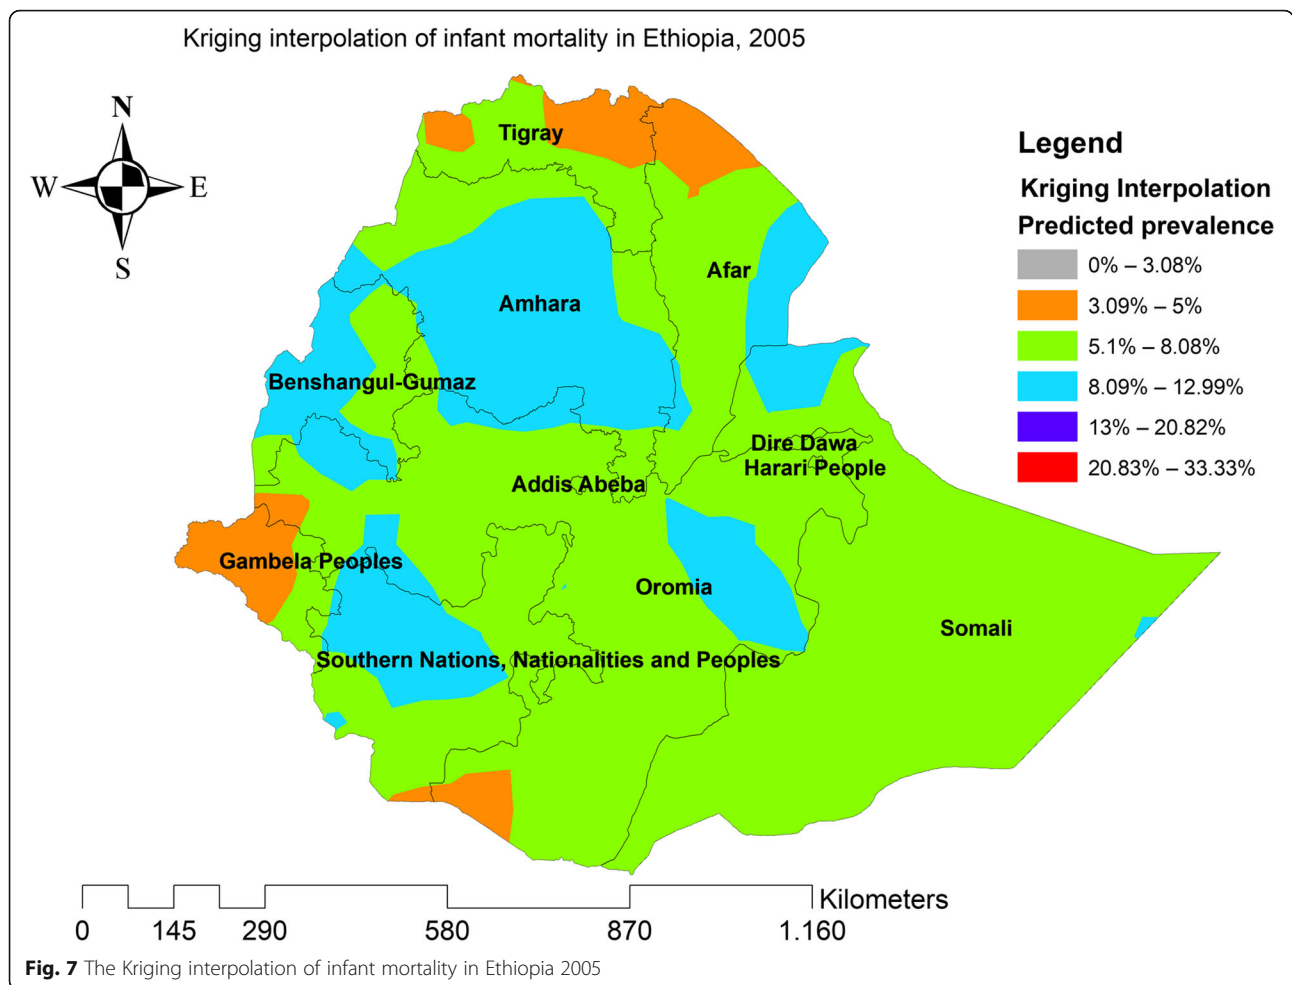 Kriging interpolation of infant mortality in Ethiopia, 2005
N
W
E
S
Legend
Kriging Interpolation
Predicted prevalence
0% – 3.08%
3.09% – 5%
5.1% – 8.08%
8.09% – 12.99%
13% – 20.82%
20.83% – 33.33%
Tigray
Afar
Amhara
Benshangul-Gumaz
Dire Dawa
Harari People
Addis Abeba
Gambela Peoples
Oromia
Somali
Southern Nations, Nationalities and Peoples
Kilometers
0 145 290 580 870 1.160
Fig. 7 The Kriging interpolation of infant mortality in Ethiopia 2005